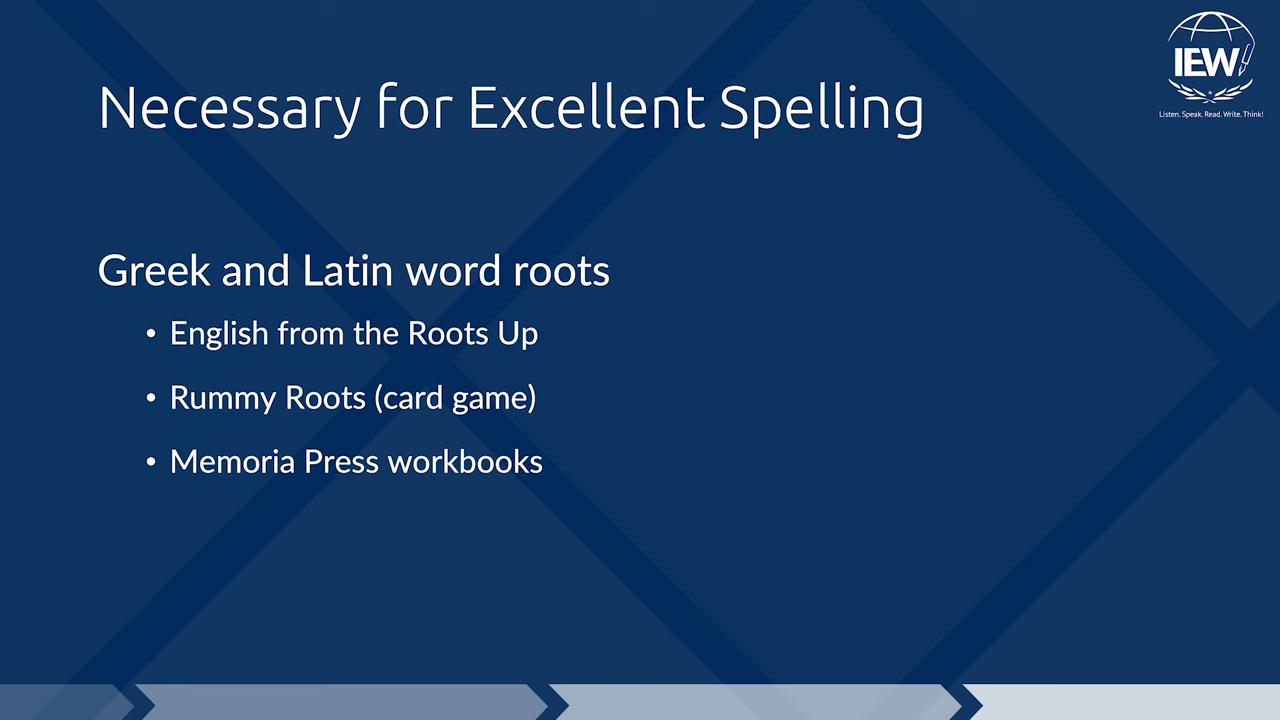 IEW
Listen. Speak. Read. Write. Think!
Necessary for Excellent Spelling
Greek and Latin word roots
• English from the Roots Up
• Rummy Roots (card game)
• Memoria Press workbooks